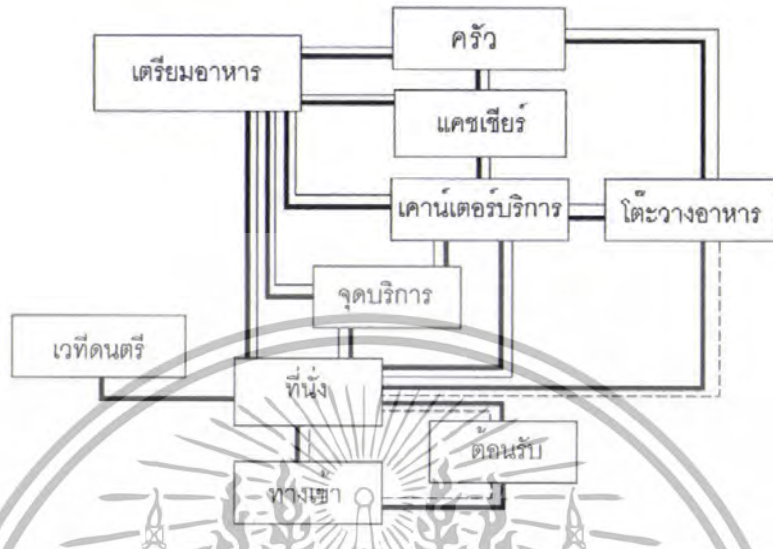 ครัว
เตรียมอาหาร
แคชเชียร์
เคาน์เตอร์บริการ
โต๊ะวางอาหาร
จุดบริการ
เวทีดนตรี
ที่นั่ง
ต้อนรับ
ทางเข้า